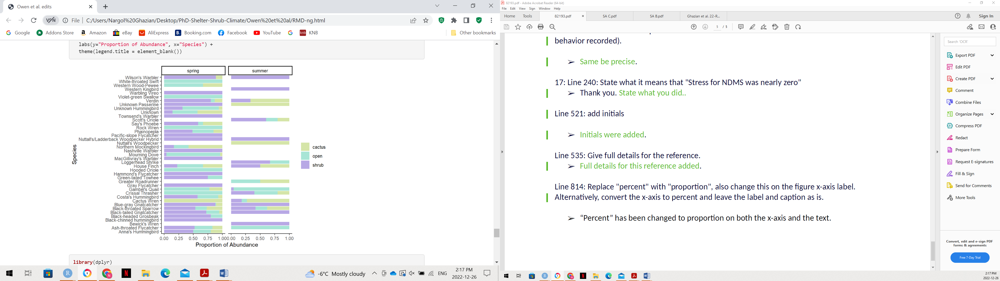 Owen et al. edits
File | C:/Users/Nargol%20Ghazian/Desktop/PhD-Shelter-Shrub-Climate/Owen%20et%20al/RMD-ng.html
VPN
Google Addons Store Amazon eBay AliExpress Booking.com Facebook YouTube KNB Other bookmarks
labs(y="Proportion of Abundance", x="Species") +
theme(legend.title = element_blank())
spring summer
Wilson's Warbler
White-throated Swift
Western Wood-Pewee
Western Kingbird
Warbling Vireo
Violet-green Swallow
Verdin
Unknown Passerine
Unknown Hummingbird
Unknown
Townsend's Warbler
Scott's Oriole
Say's Phoebe
Rock Wren
Phainopepla
Pacific-slope Flycatcher
Nuttall's/Ladderback Woodpecker Hybrid
Nuttall's Woodpecker
Northern Mockingbird
Nashville Warbler
Mourning Dove
MacGillivray's Warbler
Loggerhead Shrike
House Finch
Hooded Oriole
Hammond's Flycatcher
Green-tailed Towhee
Greater Roadrunner
Gray Flycatcher
Gambel's Quail
Crissal Thrasher
Costa's Hummingbird
Cactus Wren
Blue-gray Gnatcatcher
Black-throated Sparrow
Black-tailed Gnatcatcher
Black-headed Grosbeak
Black-chinned hummingbird
Bewick's Wren
Ash-throated Flycatcher
Anna's Hummingbird
Species
0.00 0.25 0.50 0.75 1.00 0.00 0.25 0.50 0.75 1.00
Proportion of Abundance
cactus
open
shrub
library(dplyr)
-6°C Mostly cloudy
ENG
2:17 PM
2022-12-26
82193.pdf - Adobe Acrobat Reader (64-bit)
File Edit View Sign Window Help
Home Tools 82193.pdf SA C.pdf SA B.pdf Ghazian et al. 22-R... Sign In
5 / 5
behavior recorded).
Same be precise.
17: Line 240: State what it means that "Stress for NDMS was nearly zero"
Thank you. State what you did..
Line 521: add initials
Initials were added.
Line 535: Give full details for the reference.
Full details for this reference added.
Line 814: Replace "percent" with "proportion", also change this on the figure x-axis label.
Alternatively, convert the x-axis to percent and leave the label and caption as is.
“Percent” has been changed to proportion on both the x-axis and the text.
Search 'OCR'
Export PDF
Edit PDF
Create PDF
Comment
Combine Files
Organize Pages
Compress PDF
Redact
Prepare Form
Request E-signatures
Fill & Sign
Send for Comments
More Tools
Convert, edit and e-sign PDF
forms & agreements
Free 7-Day Trial
2:17 PM
2022-12-26